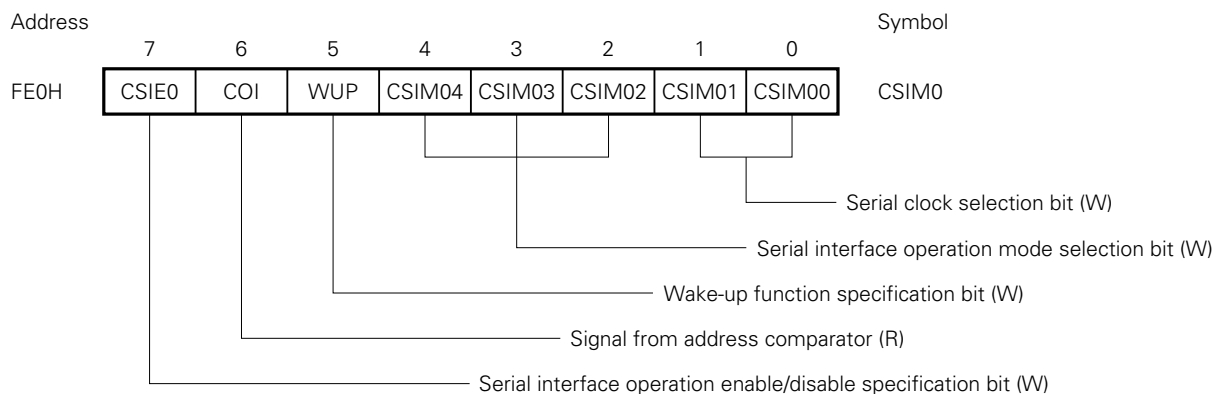 Address Symbol
7 6 5 4 3 2 1 0
FE0H CSIE0 COI WUP CSIM04 CSIM03 CSIM02 CSIM01 CSIM00 CSIM0
Serial clock selection bit (W)
Serial interface operation mode selection bit (W)
Wake-up function specification bit (W)
Signal from address comparator (R)
Serial interface operation enable/disable specification bit (W)